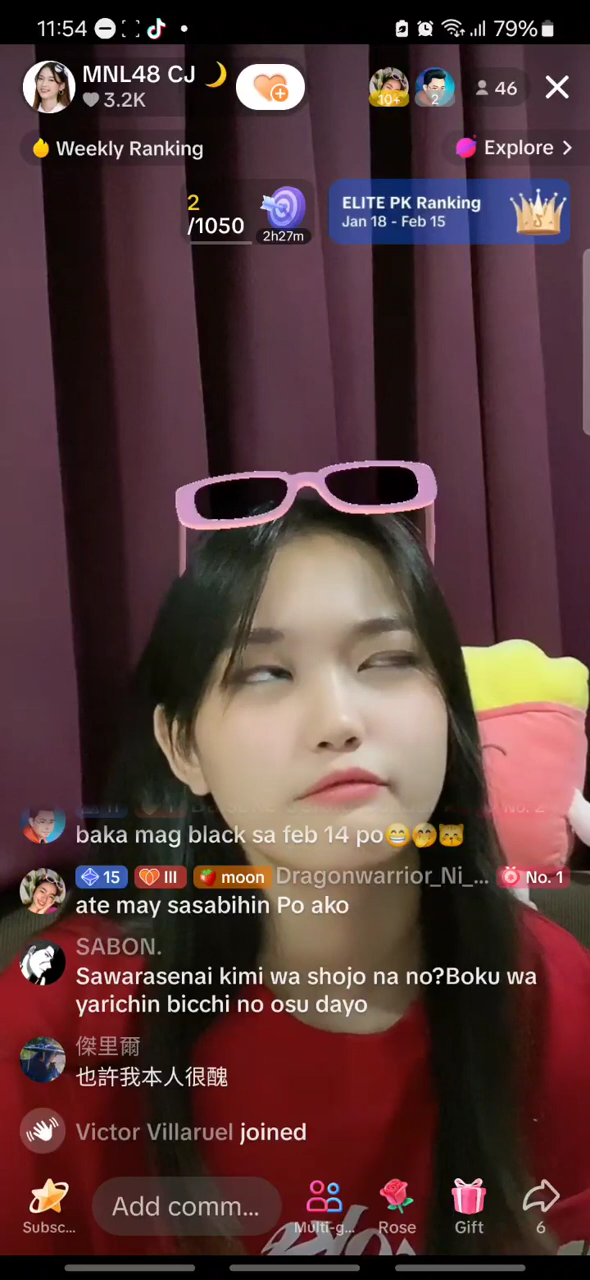 11:54
79%
MNL48 CJ 🌙
3.2K
10+
2
46
Weekly Ranking
Explore >
2
/1050
2h27m
ELITE PK Ranking
Jan 18 - Feb 15
No. 2
baka mag black sa feb 14 po😁🤭😸
15 III moon Dragonwarrior_Ni_... No. 1
ate may sasabihin Po ako
SABON.
Sawarasenai kimi wa shojo na no?Boku wa
yarichin bicchi no osu dayo
傑里爾
也許我本人很醜
Victor Villaruel joined
Add comm...
Subsc...
Multi-g...
Rose
Gift
6